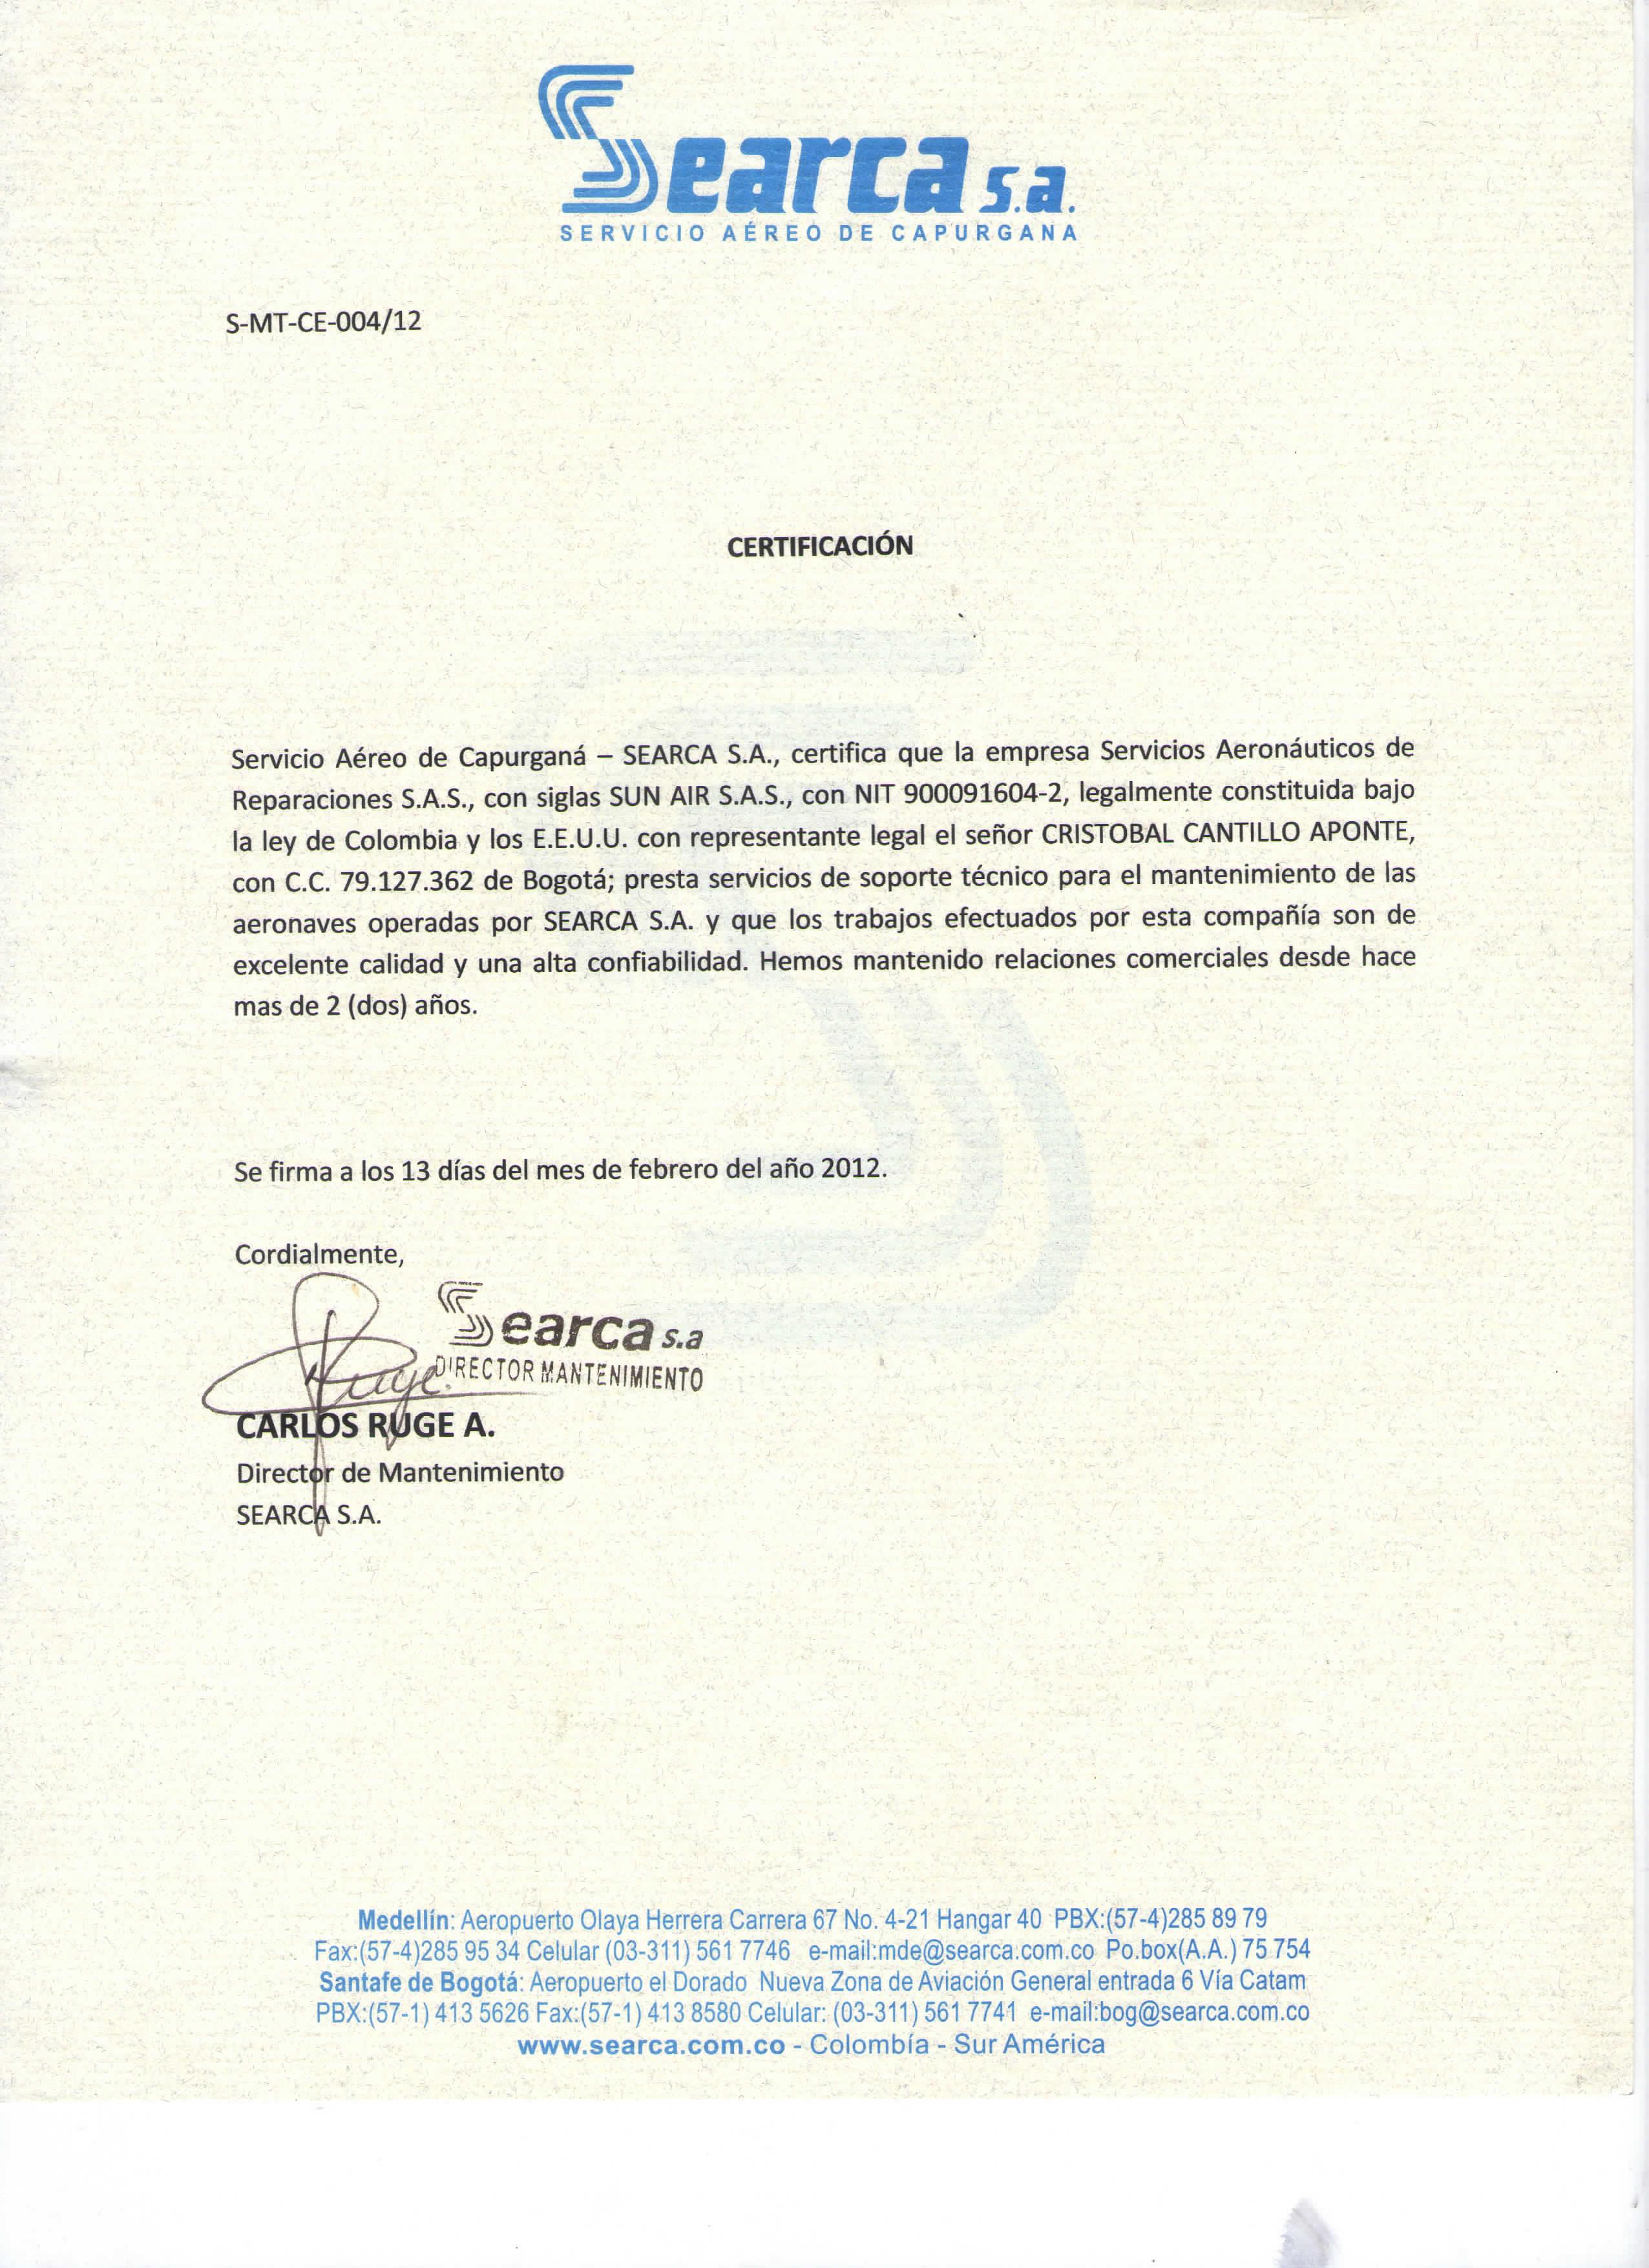 Searca s.a.
SERVICIO AÉREO DE CAPURGANA
S-MT-CE-004/12
CERTIFICACIÓN
Servicio Aéreo de Capurganá – SEARCA S.A., certifica que la empresa Servicios Aeronáuticos de
Reparaciones S.A.S., con siglas SUN AIR S.A.S., con NIT 900091604-2, legalmente constituida bajo
la ley de Colombia y los E.E.U.U. con representante legal el señor CRISTOBAL CANTILLO APONTE,
con C.C. 79.127.362 de Bogotá; presta servicios de soporte técnico para el mantenimiento de las
aeronaves operadas por SEARCA S.A. y que los trabajos efectuados por esta compañía son de
excelente calidad y una alta confiabilidad. Hemos mantenido relaciones comerciales desde hace
mas de 2 (dos) años.
Se firma a los 13 días del mes de febrero del año 2012.
Cordialmente,
Searca s.a
DIRECTOR MANTENIMIENTO
Ruge.
CARLOS RUGE A.
Director de Mantenimiento
SEARCA S.A.
Medellín: Aeropuerto Olaya Herrera Carrera 67 No. 4-21 Hangar 40 PBX:(57-4)285 89 79
Fax:(57-4)285 95 34 Celular (03-311) 561 7746 e-mail:mde@searca.com.co Po.box(A.A.) 75 754
Santafe de Bogotá: Aeropuerto el Dorado Nueva Zona de Aviación General entrada 6 Vía Catam
PBX:(57-1) 413 5626 Fax:(57-1) 413 8580 Celular: (03-311) 561 7741 e-mail:bog@searca.com.co
www.searca.com.co - Colombía - Sur América